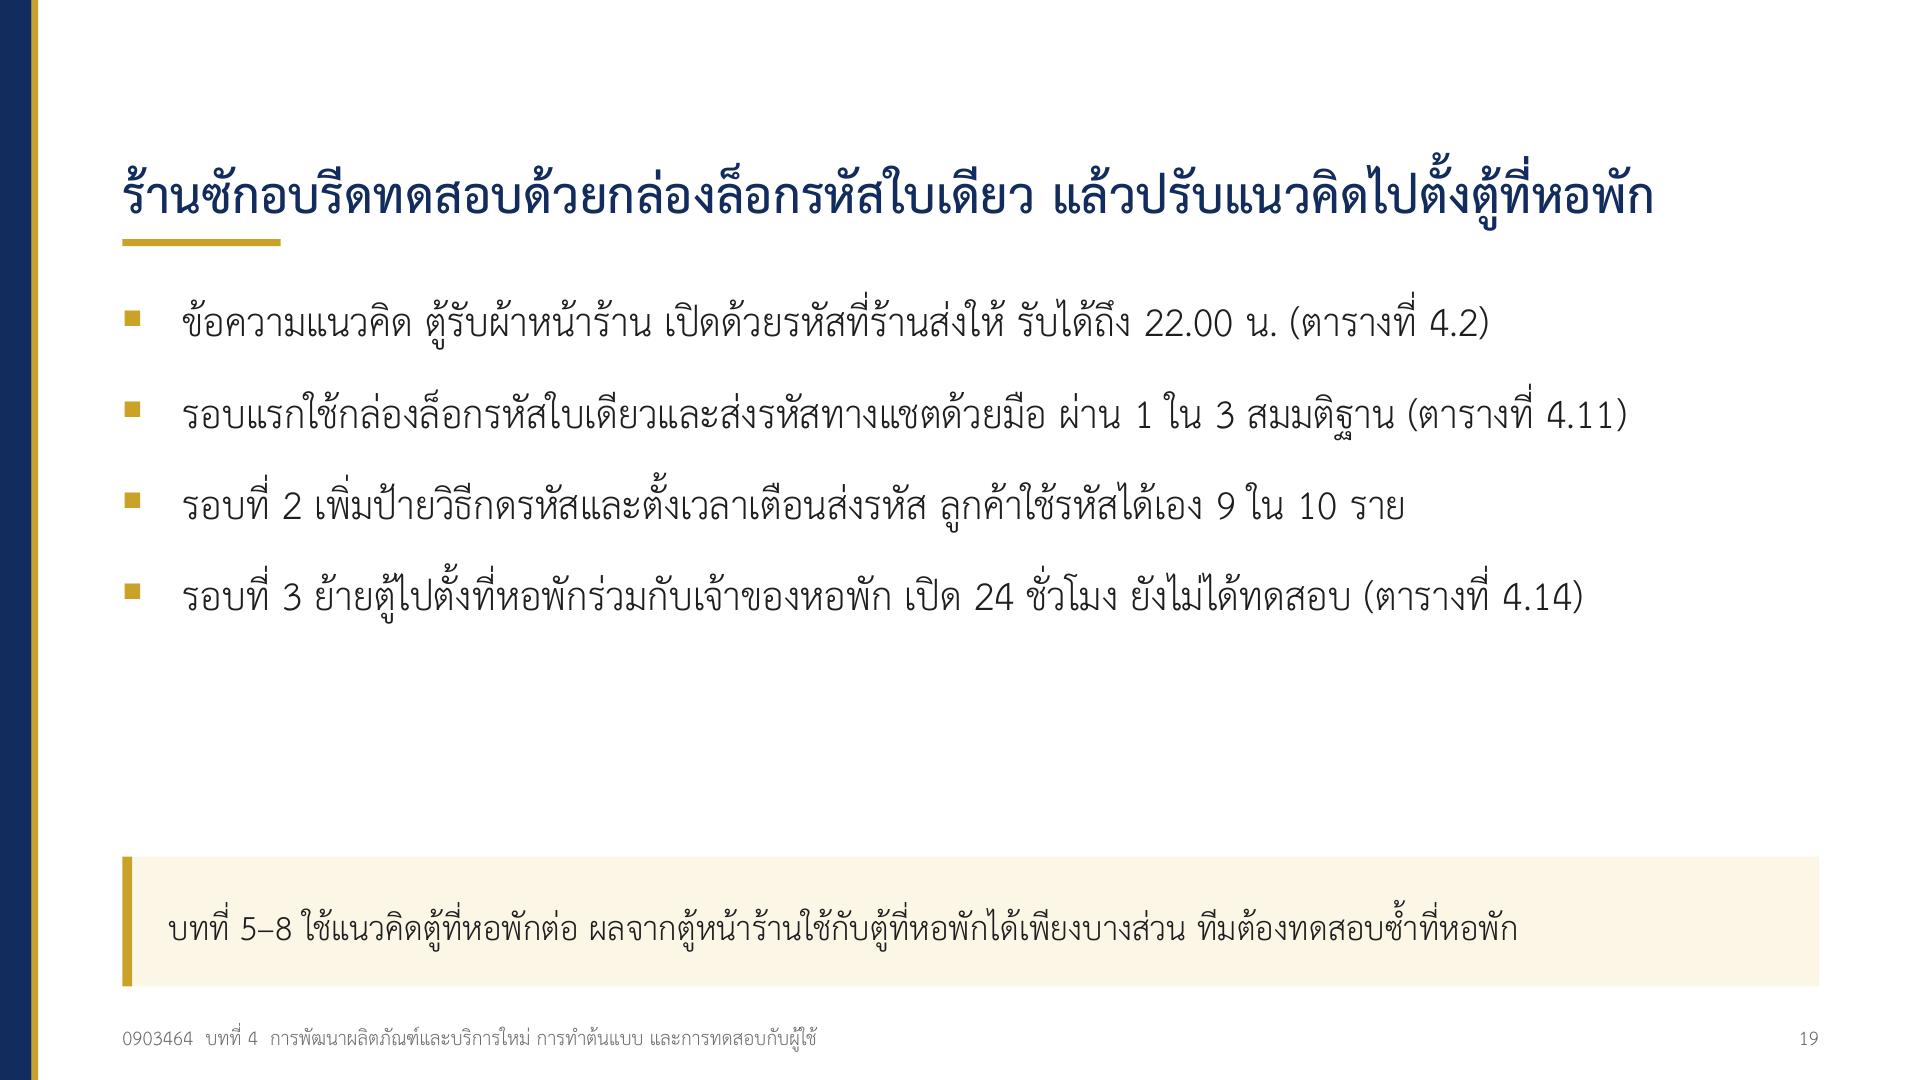 ร้านซักอบรีดทดสอบด้วยกล่องล็อกรหัสใบเดียว แล้วปรับแนวคิดไปตั้งตู้ที่หอพัก
ข้อความแนวคิด ตู้รับผ้าหน้าร้าน เปิดด้วยรหัสที่ร้านส่งให้ รับได้ถึง 22.00 น. (ตารางที่ 4.2)
รอบแรกใช้กล่องล็อกรหัสใบเดียวและส่งรหัสทางแชตด้วยมือ ผ่าน 1 ใน 3 สมมติฐาน (ตารางที่ 4.11)
รอบที่ 2 เพิ่มป้ายวิธีกดรหัสและตั้งเวลาเตือนส่งรหัส ลูกค้าใช้รหัสได้เอง 9 ใน 10 ราย
รอบที่ 3 ย้ายตู้ไปตั้งที่หอพักร่วมกับเจ้าของหอพัก เปิด 24 ชั่วโมง ยังไม่ได้ทดสอบ (ตารางที่ 4.14)
บทที่ 5–8 ใช้แนวคิดตู้ที่หอพักต่อ ผลจากตู้หน้าร้านใช้กับตู้ที่หอพักได้เพียงบางส่วน ทีมต้องทดสอบซ้ำที่หอพัก
0903464 บทที่ 4 การพัฒนาผลิตภัณฑ์และบริการใหม่ การทำต้นแบบ และการทดสอบกับผู้ใช้
19